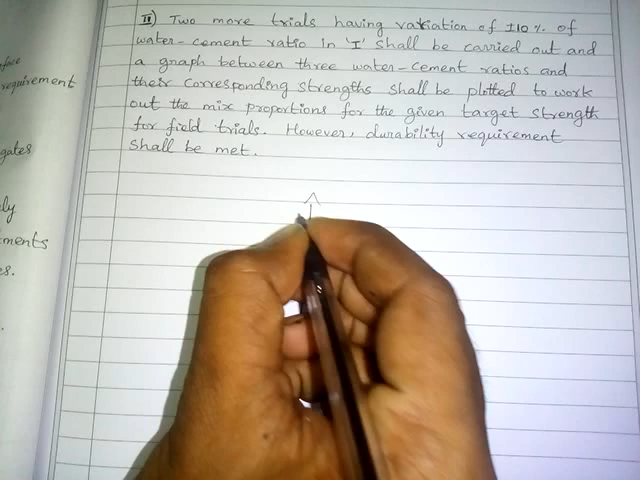 II) Two more trials having variation of ±10% of
water-cement ratio in 'I' shall be carried out and
a graph between three water-cement ratios and
their corresponding strengths shall be plotted to work
out the mix proportions for the given target strength
for field trials. However, durability requirement
shall be met.
requirement